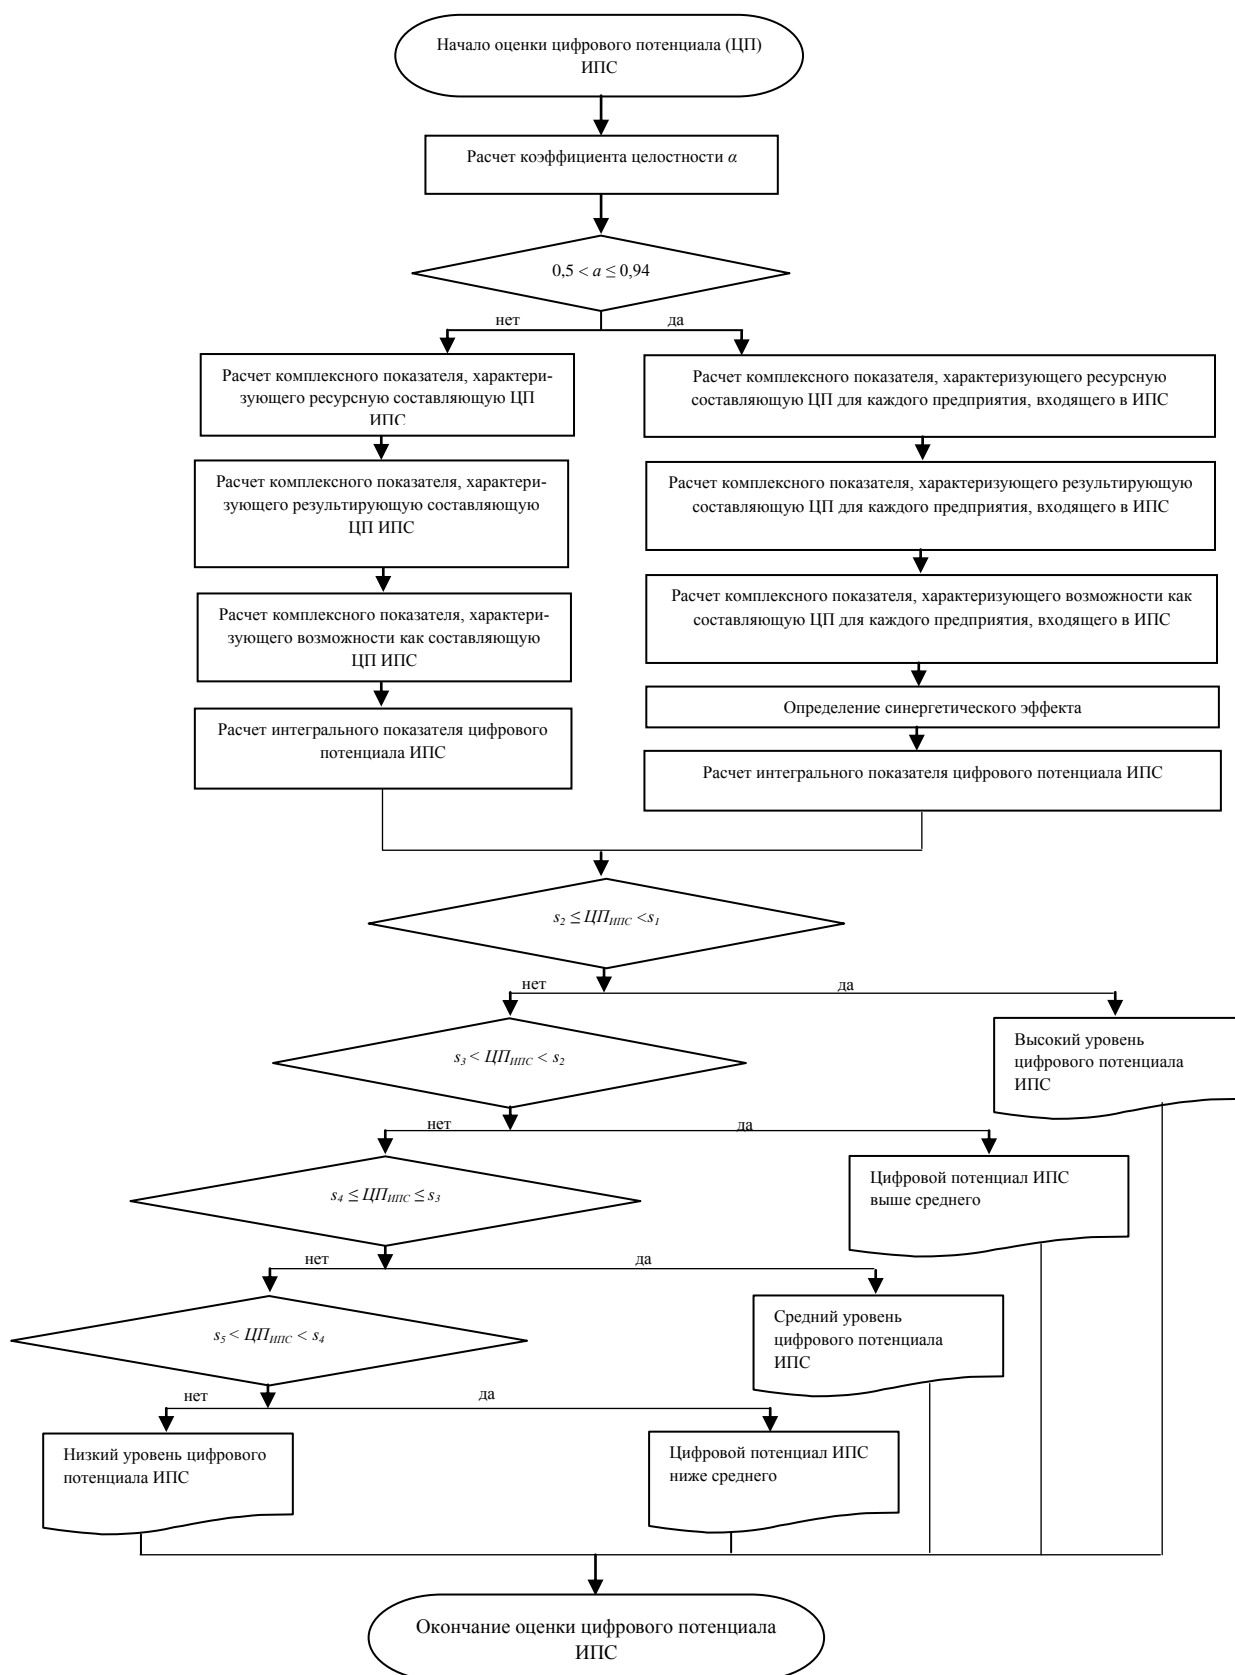 Начало оценки цифрового потенциала (ЦП)
ИПС
Расчет коэффициента целостности α
0,5 < a ≤ 0,94
нет
да
Расчет комплексного показателя, характери-
зующего ресурсную составляющую ЦП
ИПС
Расчет комплексного показателя, характеризующего ресурсную
составляющую ЦП для каждого предприятия, входящего в ИПС
Расчет комплексного показателя, характери-
зующего результирующую составляющую
ЦП ИПС
Расчет комплексного показателя, характеризующего результирующую
составляющую ЦП для каждого предприятия, входящего в ИПС
Расчет комплексного показателя, характери-
зующего возможности как составляющую
ЦП ИПС
Расчет комплексного показателя, характеризующего возможности как
составляющую ЦП для каждого предприятия, входящего в ИПС
Определение синергетического эффекта
Расчет интегрального показателя цифрового
потенциала ИПС
Расчет интегрального показателя цифрового потенциала ИПС
s₂ ≤ ЦП_ИПС <s₁
нет
да
Высокий уровень
цифрового потенциала
ИПС
s₃ < ЦП_ИПС < s₂
нет
да
Цифровой потенциал ИПС
выше среднего
s₄ ≤ ЦП_ИПС ≤ s₃
нет
да
Средний уровень
цифрового потенциала
ИПС
s₅ < ЦП_ИПС < s₄
нет
да
Низкий уровень цифрового
потенциала ИПС
Цифровой потенциал ИПС
ниже среднего
Окончание оценки цифрового потенциала
ИПС